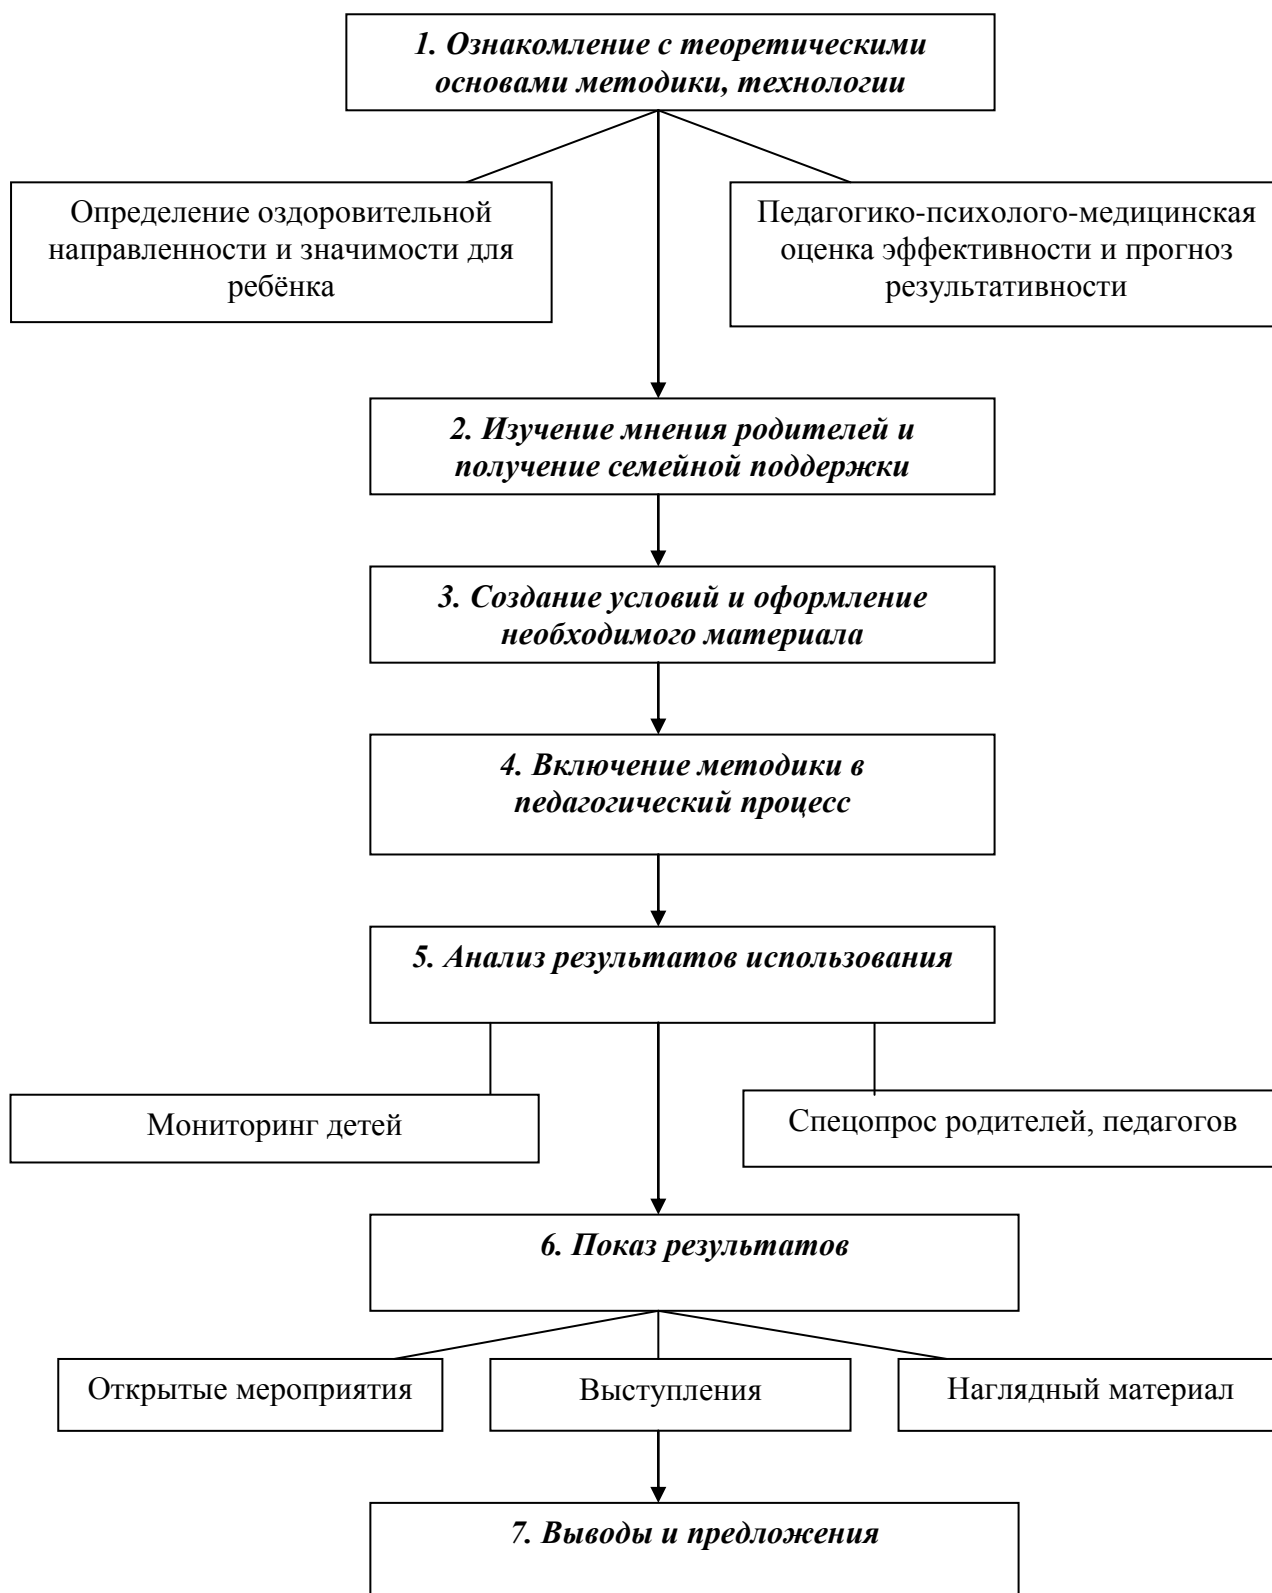 1. Ознакомление с теоретическими
основами методики, технологии
Определение оздоровительной
направленности и значимости для
ребёнка
Педагогико-психолого-медицинская
оценка эффективности и прогноз
результативности
2. Изучение мнения родителей и
получение семейной поддержки
3. Создание условий и оформление
необходимого материала
4. Включение методики в
педагогический процесс
5. Анализ результатов использования
Мониторинг детей
Спецопрос родителей, педагогов
6. Показ результатов
Открытые мероприятия
Выступления
Наглядный материал
7. Выводы и предложения